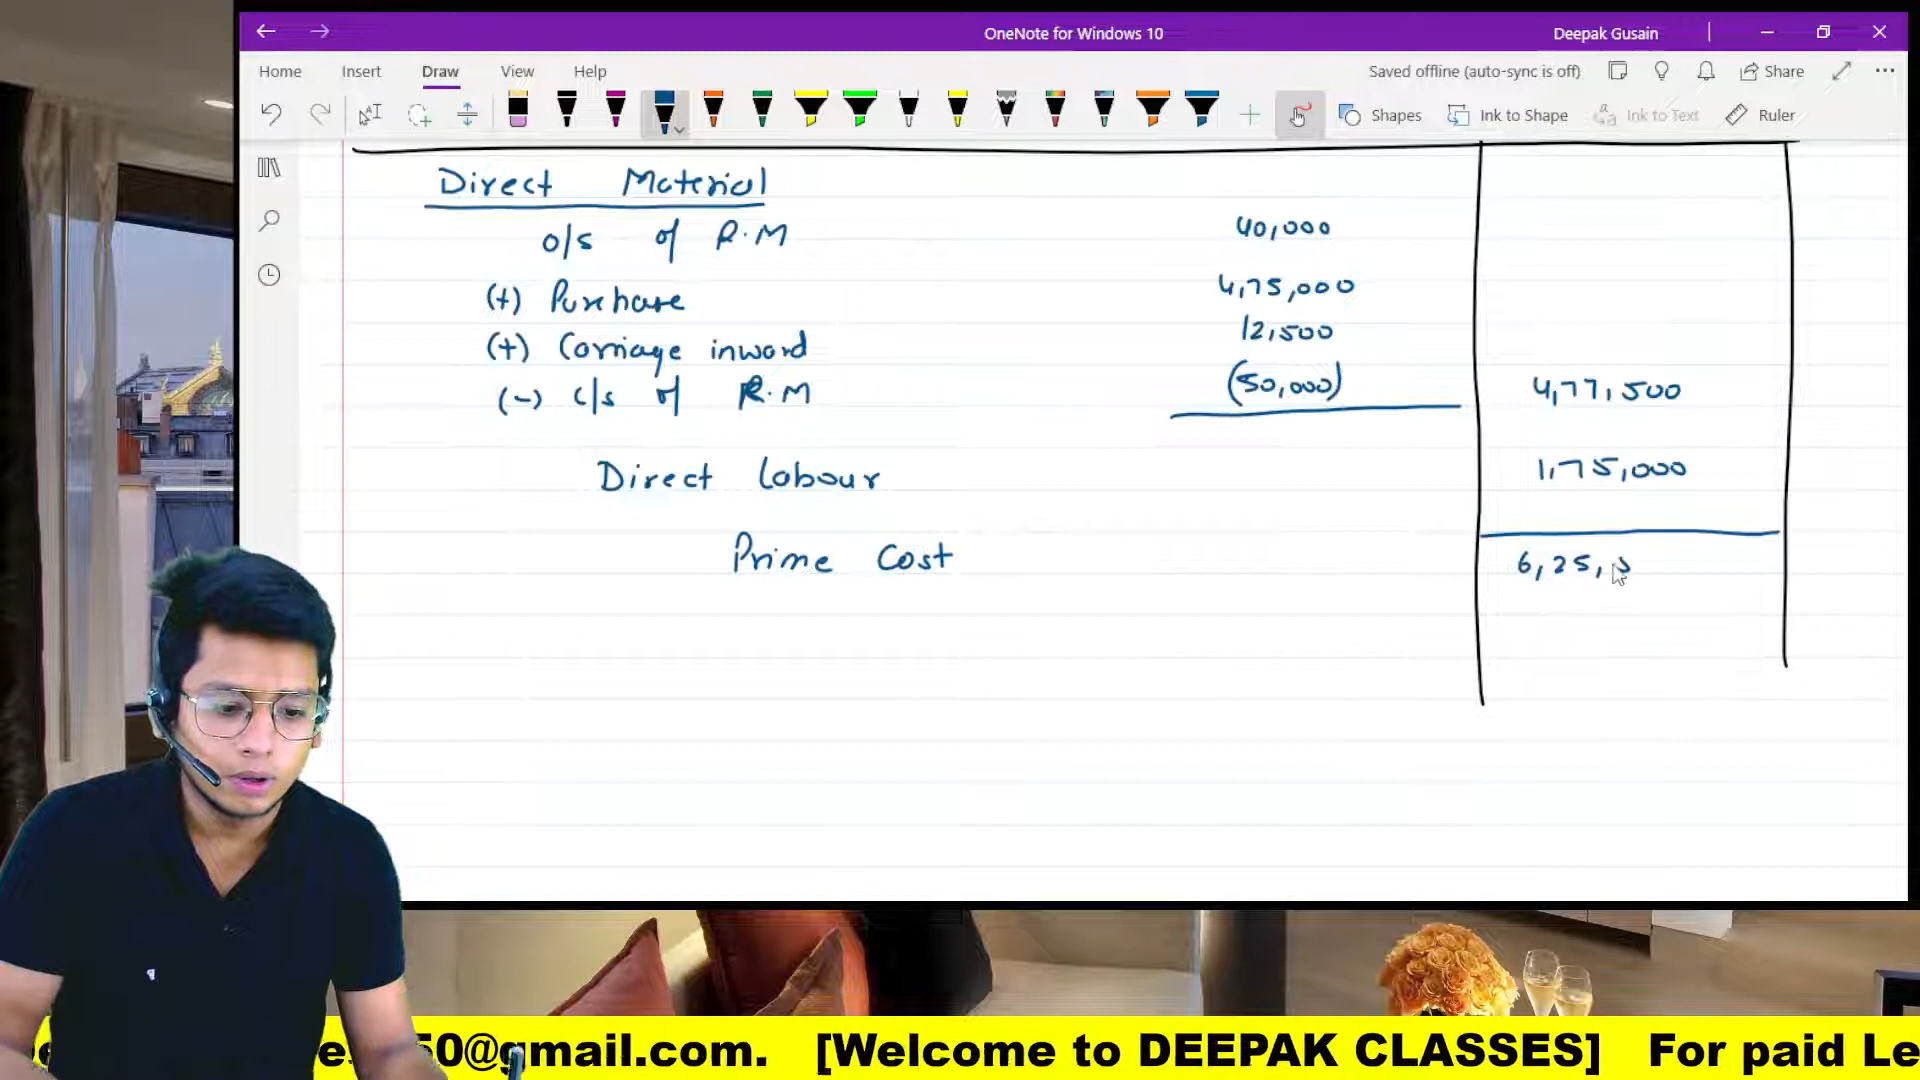 OneNote for Windows 10
Deepak Gusain
Home Insert Draw View Help
Saved offline (auto-sync is off)
Share
Shapes
Ink to Shape
Ink to Text
Ruler
Direct Material
o/s of R.M 40,000
(+) Purchase 4,75,000
(+) Carriage inward 12,500
(-) c/s of R.M (50,000) 4,77,500
Direct labour 1,75,000
Prime Cost 6,25,
50@gmail.com. [Welcome to DEEPAK CLASSES] For paid Le